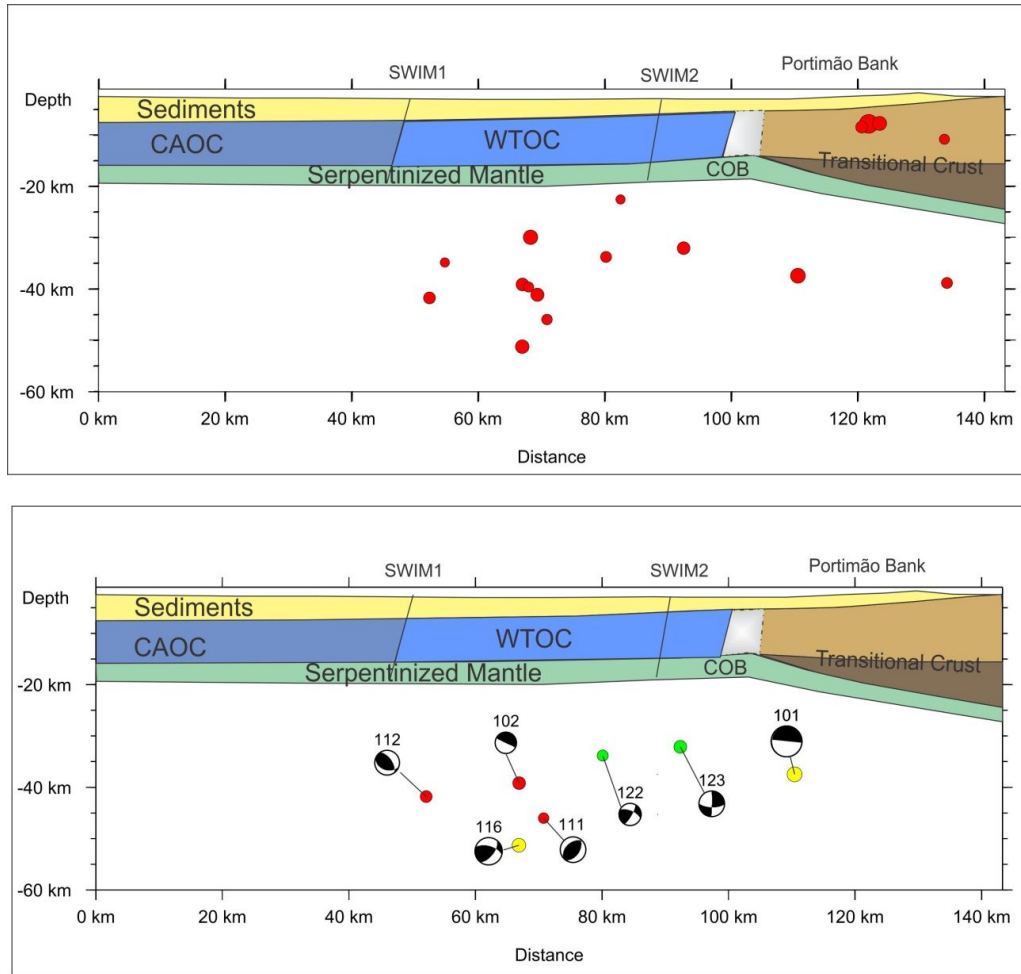 Portimão Bank
SWIM1
SWIM2
Depth
Sediments
CAOC
WTOC
Transitional Crust
COB
Serpentinized Mantle
-20 km
-40 km
-60 km
0 km 20 km 40 km 60 km 80 km 100 km 120 km 140 km
Distance
SWIM1
SWIM2
Portimão Bank
Depth
Sediments
CAOC
WTOC
Transitional Crust
COB
Serpentinized Mantle
-20 km
102
101
112
-40 km
123
122
116
111
-60 km
0 km 20 km 40 km 60 km 80 km 100 km 120 km 140 km
Distance